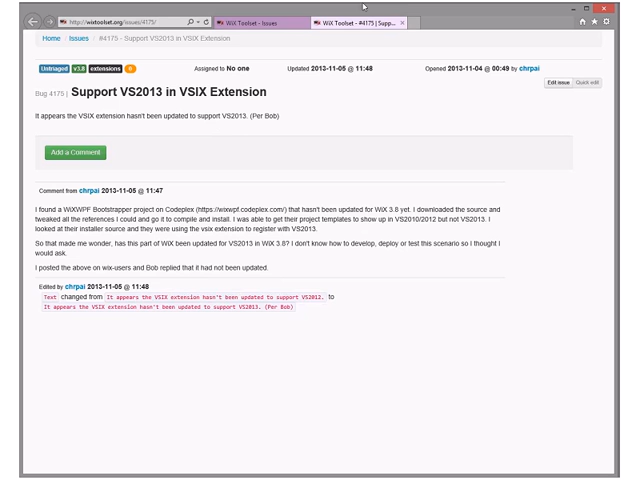 http://wixtoolset.org/issues/4175/
WiX Toolset - Issues
WiX Toolset - #4175 | Supp...
Home / Issues / #4175 - Support VS2013 in VSIX Extension
Untriaged v3.8 extensions 0 Assigned to No one Updated 2013-11-05 @ 11:48 Opened 2013-11-04 @ 00:49 by chrpai
Edit issue Quick edit
Bug 4175 | Support VS2013 in VSIX Extension
It appears the VSIX extension hasn't been updated to support VS2013. (Per Bob)
Add a Comment
Comment from chrpai 2013-11-05 @ 11:47
I found a WiXWPF Bootstrapper project on Codeplex (https://wixwpf.codeplex.com/) that hasn't been updated for WiX 3.8 yet. I downloaded the source and
tweaked all the references I could and go it to compile and install. I was able to get their project templates to show up in VS2010/2012 but not VS2013. I
looked at their installer source and they were using the vsix extension to register with VS2013.
So that made me wonder, has this part of WiX been updated for VS2013 in WiX 3.8? I don't know how to develop, deploy or test this scenario so I thought I
would ask.
I posted the above on wix-users and Bob replied that it had not been updated.
Edited by chrpai 2013-11-05 @ 11:48
Text changed from It appears the VSIX extension hasn't been updated to support VS2012. to
It appears the VSIX extension hasn't been updated to support VS2013. (Per Bob)